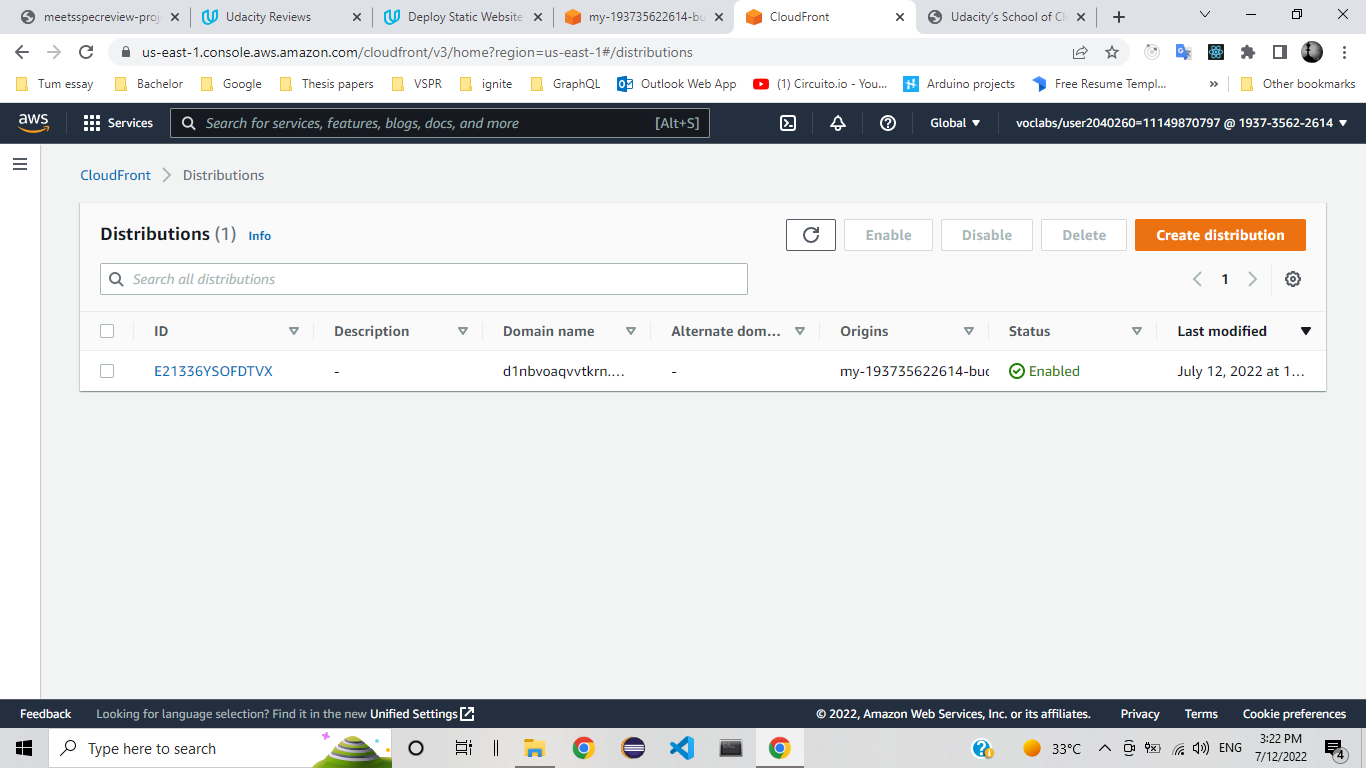 meetsspecreview-proj
Udacity Reviews
Deploy Static Website
my-193735622614-bu
CloudFront
Udacity's School of Cl
us-east-1.console.aws.amazon.com/cloudfront/v3/home?region=us-east-1#/distributions
Tum essay
Bachelor
Google
Thesis papers
VSPR
ignite
GraphQL
Outlook Web App
(1) Circuito.io - You...
Arduino projects
Free Resume Templ...
»
Other bookmarks
aws
Services
Search for services, features, blogs, docs, and more
[Alt+S]
Global
voclabs/user2040260=11149870797 @ 1937-3562-2614
CloudFront
Distributions
Distributions (1)
Info
Enable
Disable
Delete
Create distribution
Search all distributions
1
ID
Description
Domain name
Alternate dom...
Origins
Status
Last modified
E21336YSOFDTVX
-
d1nbvoaqvvtkrn....
-
my-193735622614-buc
Enabled
July 12, 2022 at 1...
Feedback
Looking for language selection? Find it in the new Unified Settings
© 2022, Amazon Web Services, Inc. or its affiliates.
Privacy
Terms
Cookie preferences
Type here to search
33°C
ENG
3:22 PM
7/12/2022
4